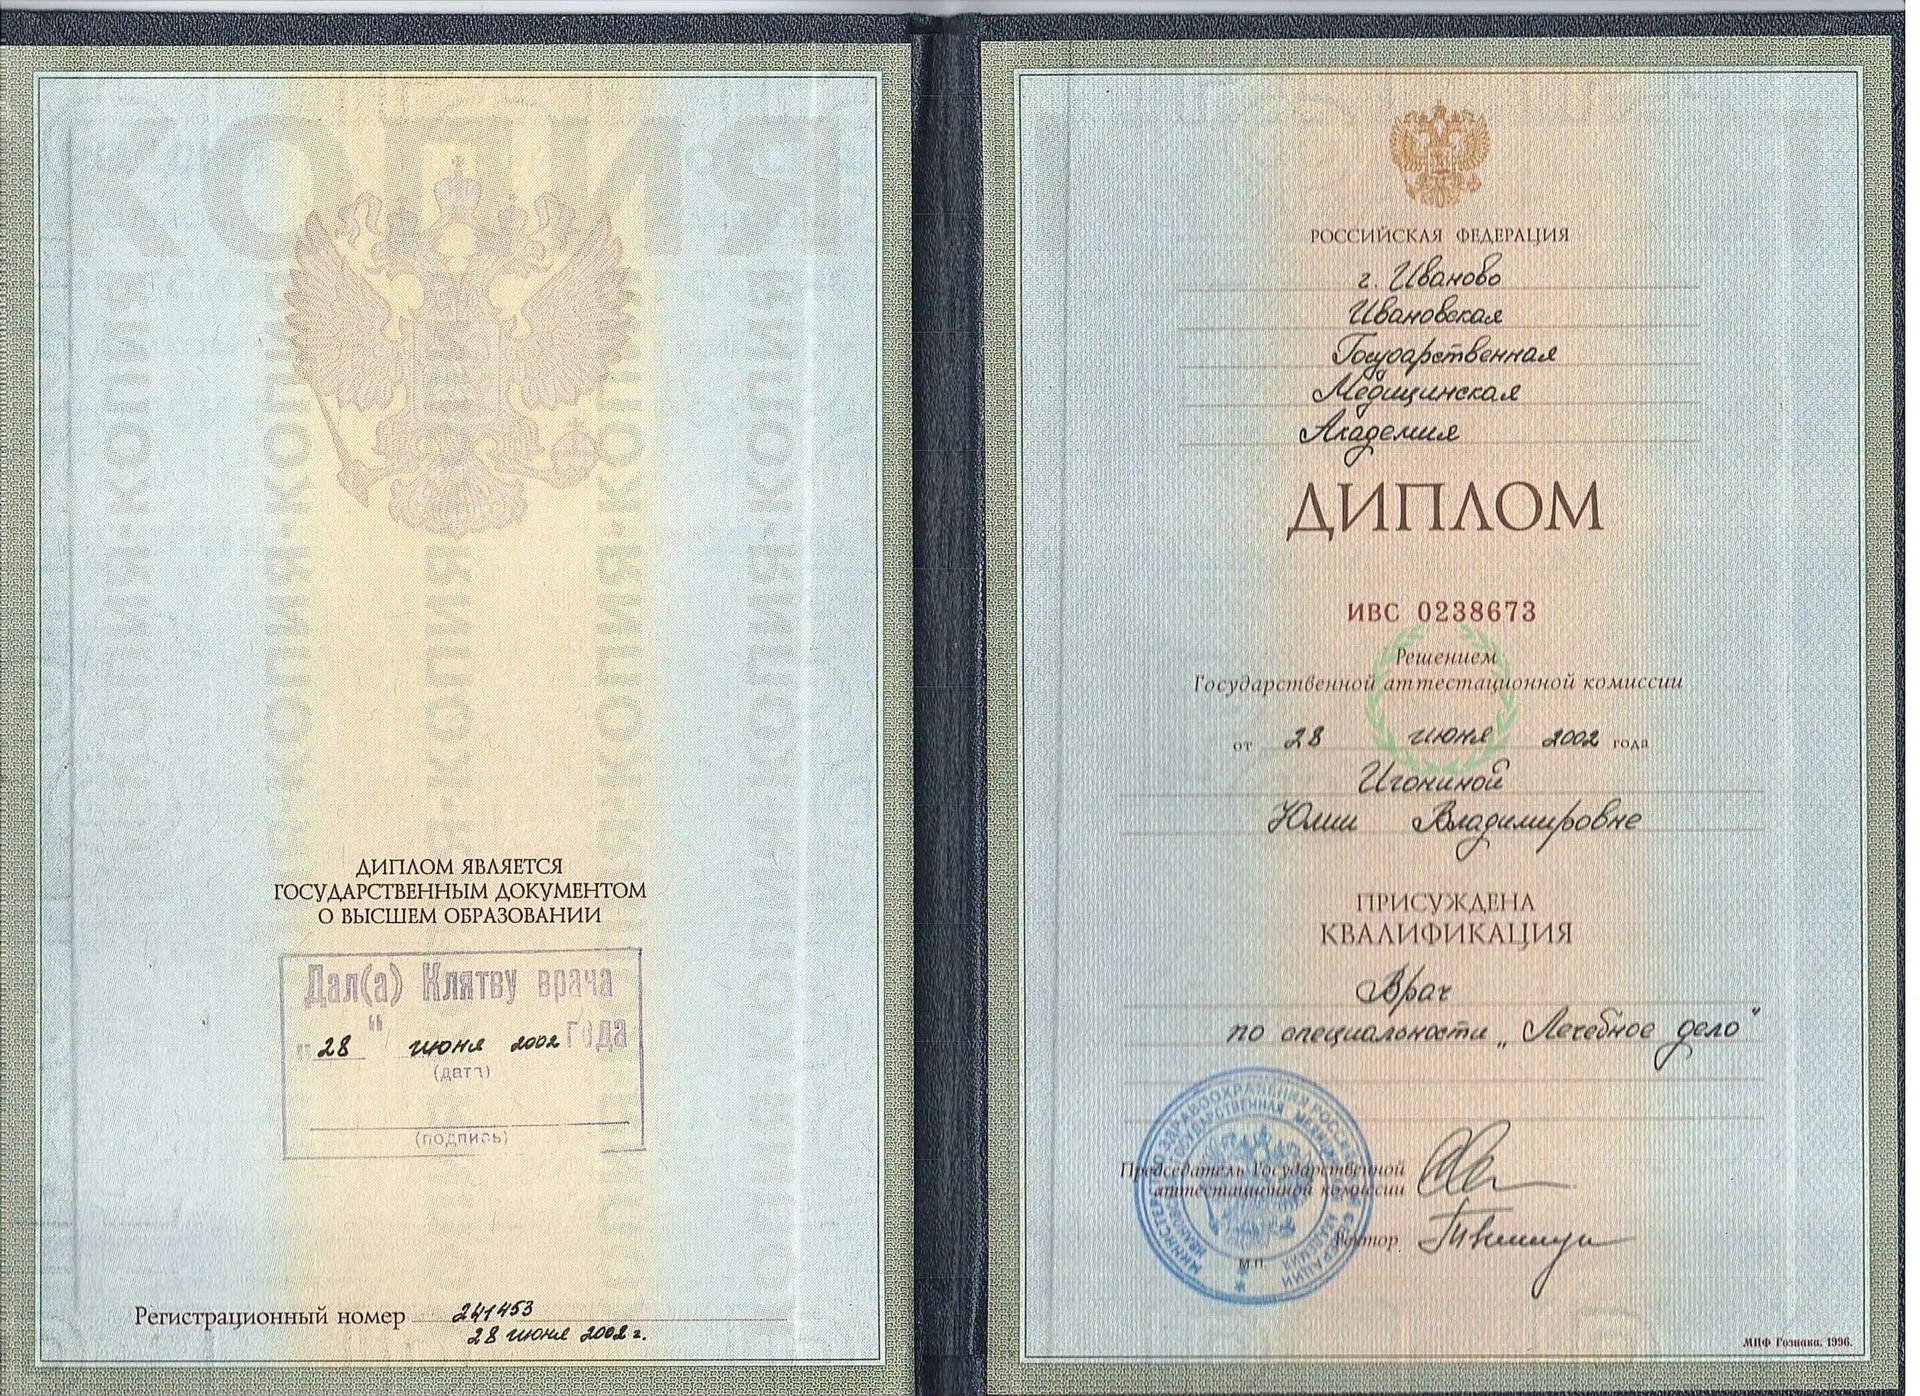 КОПИЯ
КОПИЯ-КОПИЯ-КОПИЯ
ДИПЛОМ ЯВЛЯЕТСЯ
ГОСУДАРСТВЕННЫМ ДОКУМЕНТОМ
О ВЫСШЕМ ОБРАЗОВАНИИ
Дал(а) Клятву врача
"28" июня 2002 года
(дата)
(подпись)
Регистрационный номер 241453
28 июня 2002 г.
РОССИЙСКАЯ ФЕДЕРАЦИЯ
г. Иваново
Ивановская
Государственная
Медицинская
Академия
ДИПЛОМ
ИВС 0238673
Решением
Государственной аттестационной комиссии
от 28 июня 2002 года
Игониной
Юлии Владимировне
ПРИСУЖДЕНА
КВАЛИФИКАЦИЯ
Врач
по специальности „Лечебное дело"
Председатель Государственной
аттестационной комиссии
Ректор
М.П.
МПФ Гознака. 1996.